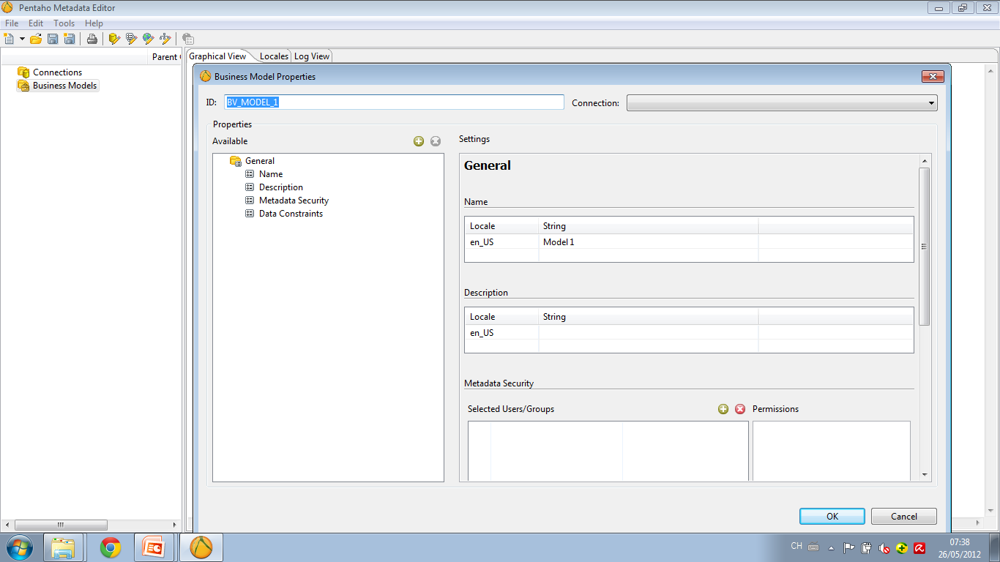 Pentaho Metadata Editor
File Edit Tools Help
Parent
Graphical View Locales Log View
Connections
Business Models
Business Model Properties
ID: BV_MODEL_1 Connection:
Properties
Available
General
Name
Description
Metadata Security
Data Constraints
Settings
General
Name
Locale String
en_US Model 1
Description
Locale String
en_US
Metadata Security
Selected Users/Groups Permissions
OK Cancel
CH
07:38
26/05/2012